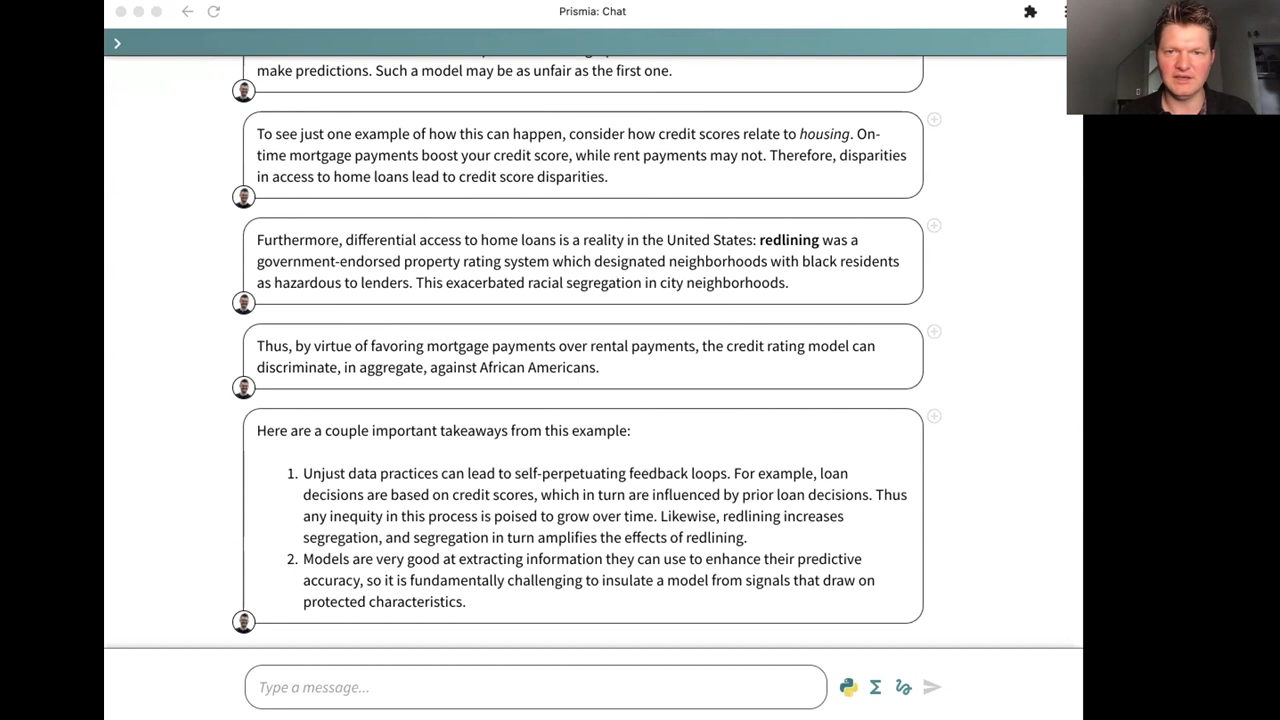 Prismia: Chat
make predictions. Such a model may be as unfair as the first one.
To see just one example of how this can happen, consider how credit scores relate to housing. On-
time mortgage payments boost your credit score, while rent payments may not. Therefore, disparities
in access to home loans lead to credit score disparities.
Furthermore, differential access to home loans is a reality in the United States: redlining was a
government-endorsed property rating system which designated neighborhoods with black residents
as hazardous to lenders. This exacerbated racial segregation in city neighborhoods.
Thus, by virtue of favoring mortgage payments over rental payments, the credit rating model can
discriminate, in aggregate, against African Americans.
Here are a couple important takeaways from this example:
1. Unjust data practices can lead to self-perpetuating feedback loops. For example, loan
decisions are based on credit scores, which in turn are influenced by prior loan decisions. Thus
any inequity in this process is poised to grow over time. Likewise, redlining increases
segregation, and segregation in turn amplifies the effects of redlining.
2. Models are very good at extracting information they can use to enhance their predictive
accuracy, so it is fundamentally challenging to insulate a model from signals that draw on
protected characteristics.
Type a message...